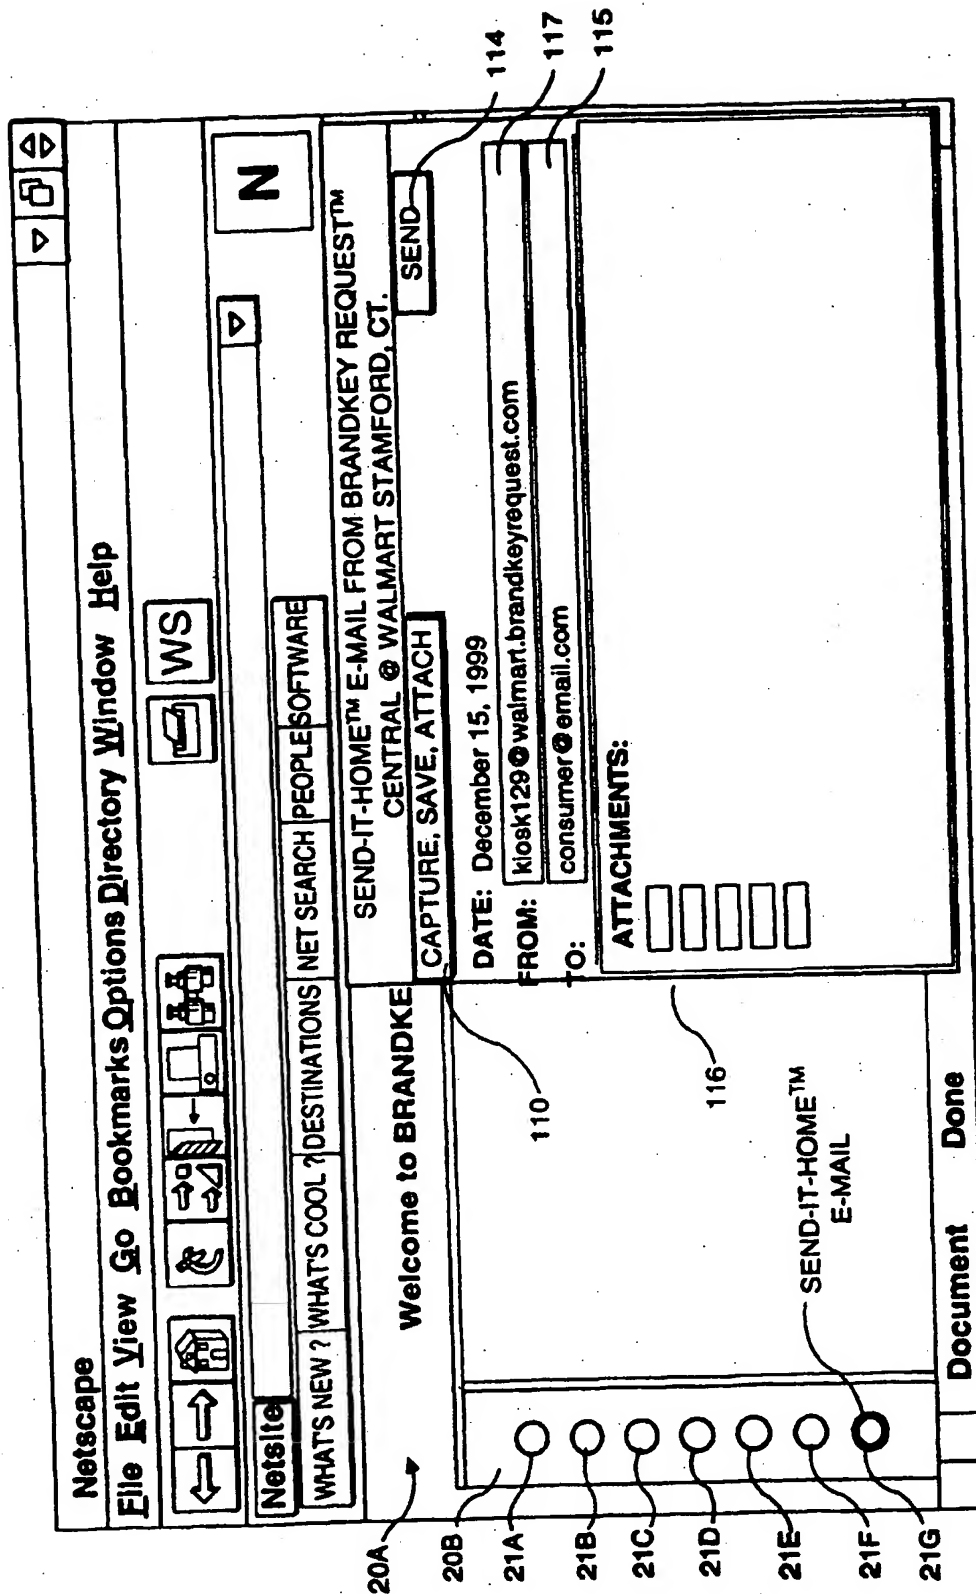 Netscape
File Edit View Go Bookmarks Options Directory Window Help
WS
N
Netsite
WHAT'S NEW ? WHAT'S COOL ? DESTINATIONS NET SEARCH PEOPLE SOFTWARE
SEND-IT-HOME™ E-MAIL FROM BRANDKEY REQUEST™
CENTRAL @ WALMART STAMFORD, CT.
Welcome to BRANDKE
CAPTURE, SAVE, ATTACH
SEND
114
DATE: December 15, 1999
FROM: kiosk129@walmart.brandkeyrequest.com
117
TO: consumer@email.com
115
ATTACHMENTS:
110
116
SEND-IT-HOME™
E-MAIL
20A
20B
21A
21B
21C
21D
21E
21F
21G
Document Done